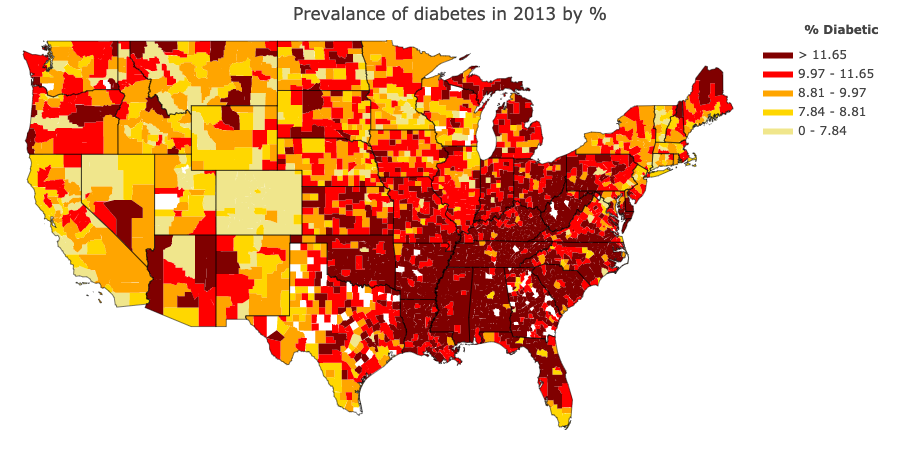 Prevalance of diabetes in 2013 by %
% Diabetic
> 11.65
9.97 - 11.65
8.81 - 9.97
7.84 - 8.81
0 - 7.84